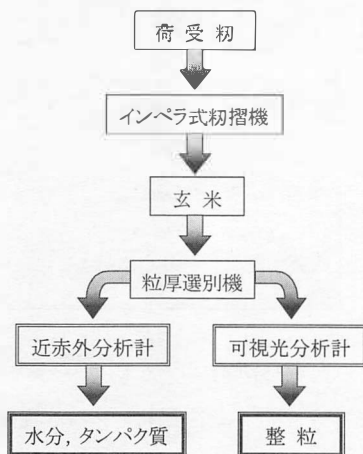 荷受籾
インペラ式籾摺機
玄米
粒厚選別機
近赤外分析計
可視光分析計
水分，タンパク質
整粒